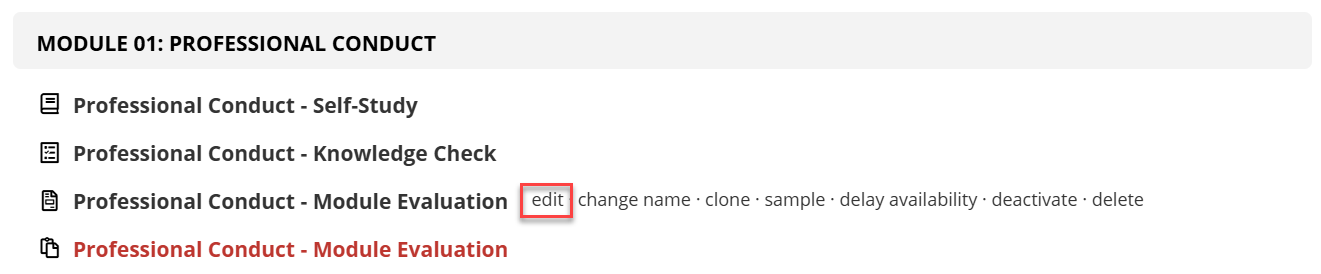 MODULE 01: PROFESSIONAL CONDUCT
Professional Conduct - Self-Study
Professional Conduct - Knowledge Check
Professional Conduct - Module Evaluation edit · change name · clone · sample · delay availability · deactivate · delete
Professional Conduct - Module Evaluation